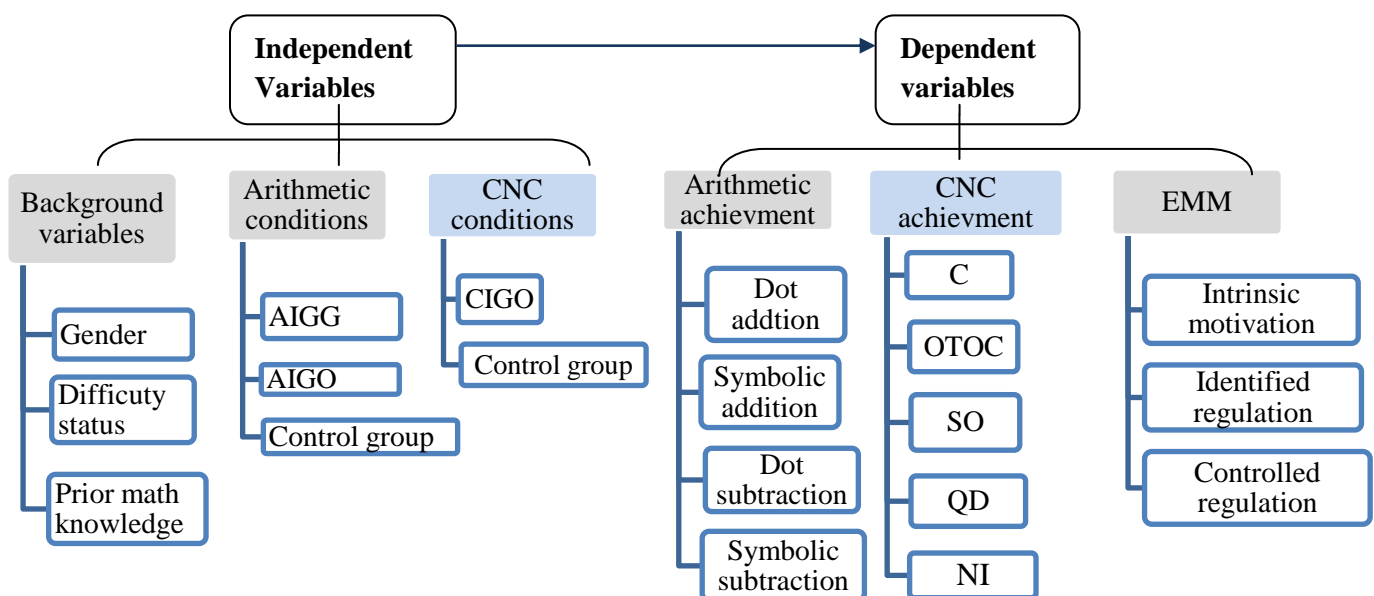 Independent
Variables
Dependent
variables
Background
variables
Arithmetic
conditions
CNC
conditions
Arithmetic
achievment
CNC
achievment
EMM
Gender
Difficuty
status
Prior math
knowledge
AIGG
AIGO
Control group
CIGO
Control group
Dot
addtion
Symbolic
addition
Dot
subtraction
Symbolic
subtraction
C
OTOC
SO
QD
NI
Intrinsic
motivation
Identified
regulation
Controlled
regulation